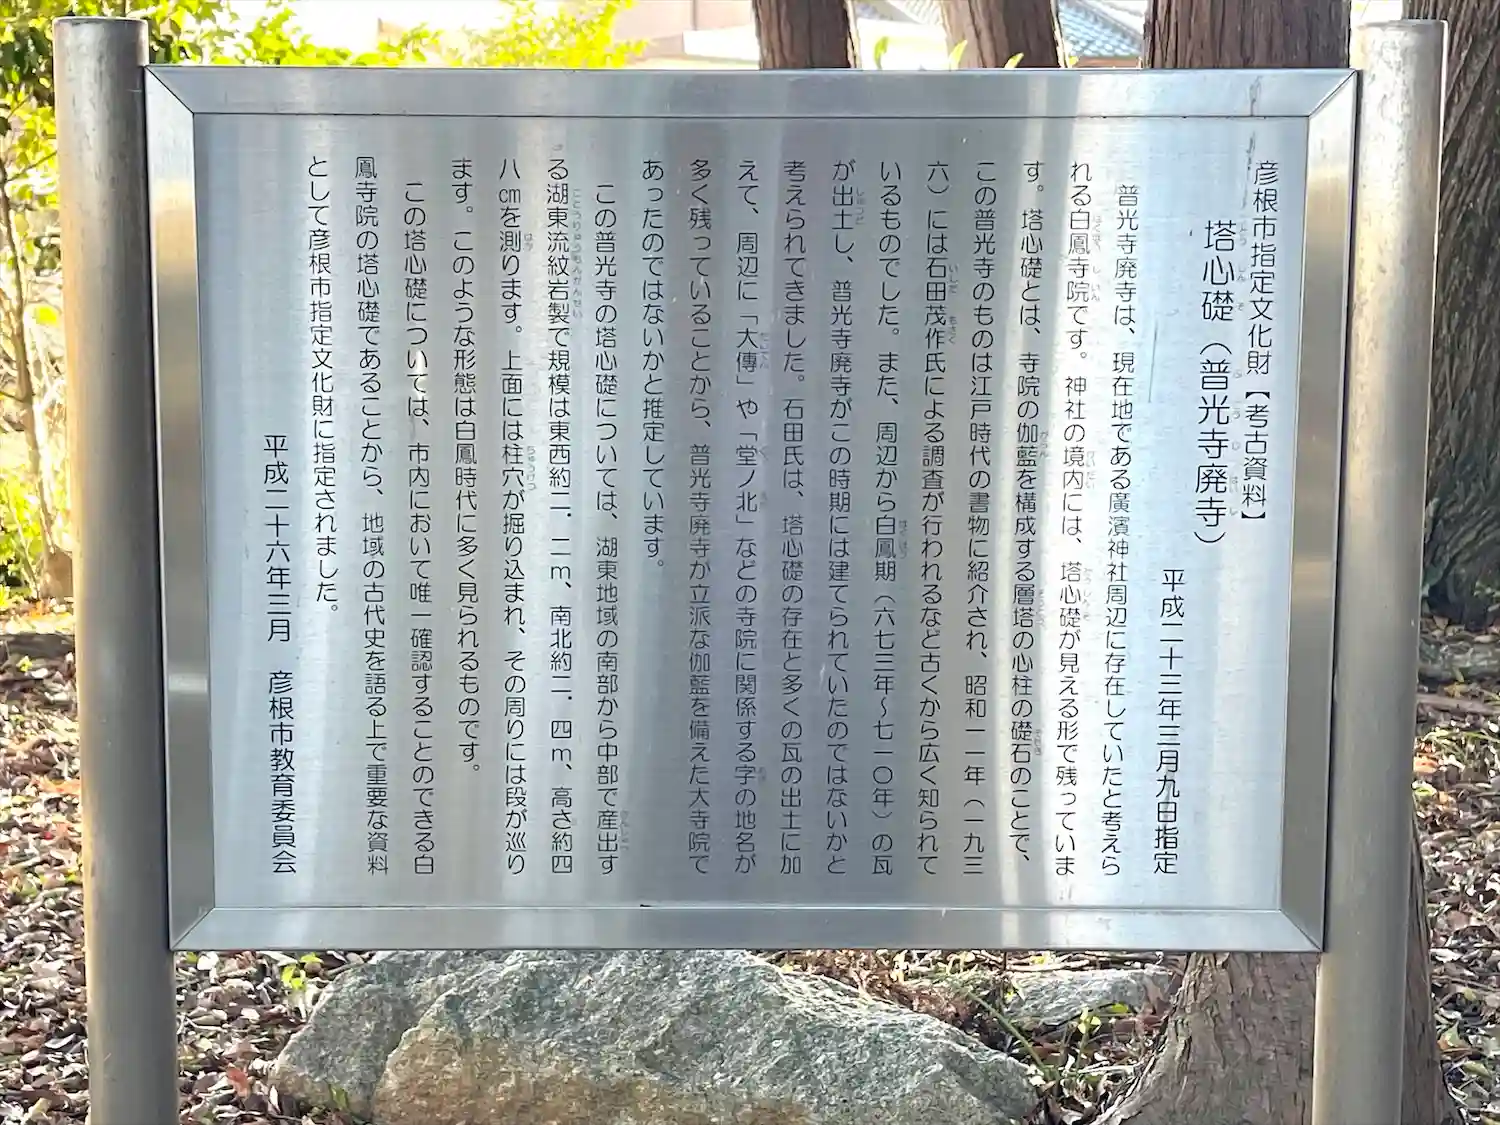 彦根市指定文化財【考古資料】
塔心礎（普光寺廃寺）
平成二十三年三月九日指定
普光寺廃寺は、現在地である廣濱神社周辺に存在していたと考えら
れる白鳳寺院です。神社の境内には、塔心礎が見える形で残っていま
す。塔心礎とは、寺院の伽藍を構成する層塔の心柱の礎石のことで、
この普光寺のものは江戸時代の書物に紹介され、昭和一一年（一九三
六）には石田茂作氏による調査が行われるなど古くから広く知られて
いるものでした。また、周辺から白鳳期（六七三年～七一〇年）の瓦
が出土し、普光寺廃寺がこの時期には建てられていたのではないかと
考えられてきました。石田氏は、塔心礎の存在と多くの瓦の出土に加
えて、周辺に「大傳」や「堂ノ北」などの寺院に関係する字の地名が
多く残っていることから、普光寺廃寺が立派な伽藍を備えた大寺院で
あったのではないかと推定しています。
この普光寺の塔心礎については、湖東地域の南部から中部で産出す
る湖東流紋岩製で規模は東西約二．二ｍ、南北約二．四ｍ、高さ約四
八㎝を測ります。上面には柱穴が掘り込まれ、その周りには段が巡り
ます。このような形態は白鳳時代に多く見られるものです。
この塔心礎については、市内において唯一確認することのできる白
鳳寺院の塔心礎であることから、地域の古代史を語る上で重要な資料
として彦根市指定文化財に指定されました。
平成二十六年三月　彦根市教育委員会